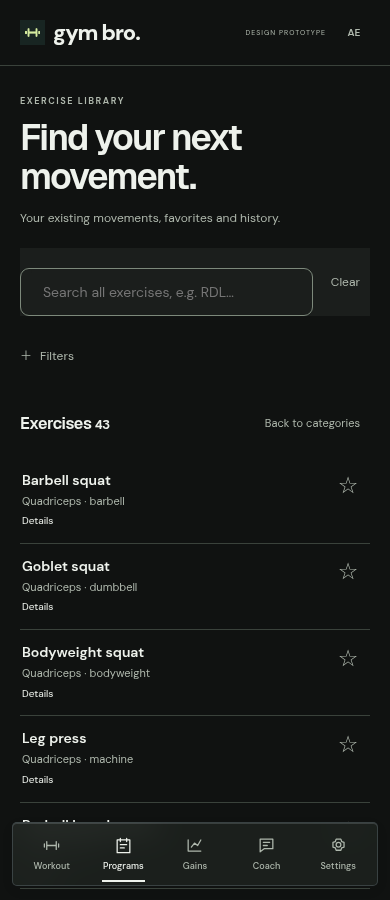 gym bro.
DESIGN PROTOTYPE
AE
EXERCISE LIBRARY
Find your next
movement.
Your existing movements, favorites and history.
Search all exercises, e.g. RDL...
Clear
+ Filters
Exercises 43
Back to categories
Barbell squat
Quadriceps · barbell
Details
Goblet squat
Quadriceps · dumbbell
Details
Bodyweight squat
Quadriceps · bodyweight
Details
Leg press
Quadriceps · machine
Details
Workout
Programs
Gains
Coach
Settings